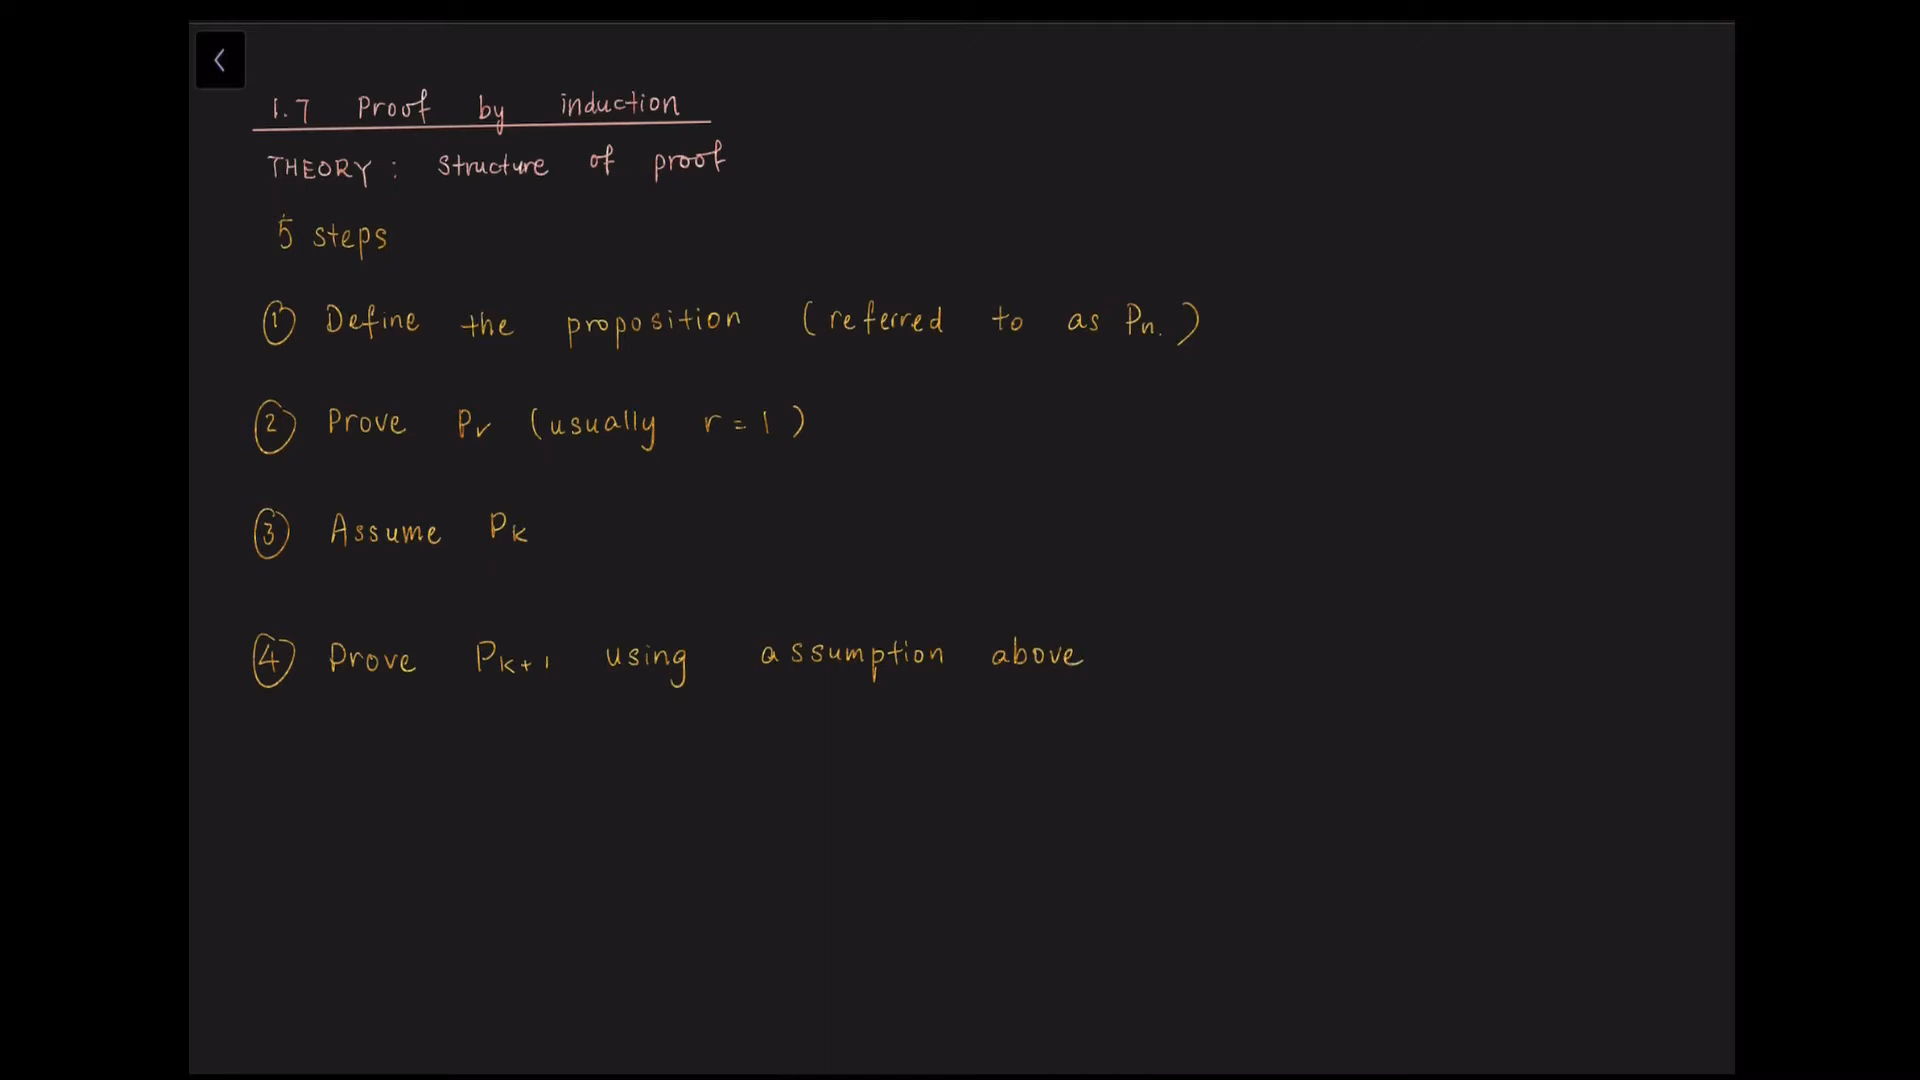 1.7 Proof by induction
THEORY: Structure of proof
5 steps
① Define the proposition (referred to as Pn.)
② Prove Pr (usually r = 1)
③ Assume Pk
④ Prove Pk+1 using assumption above